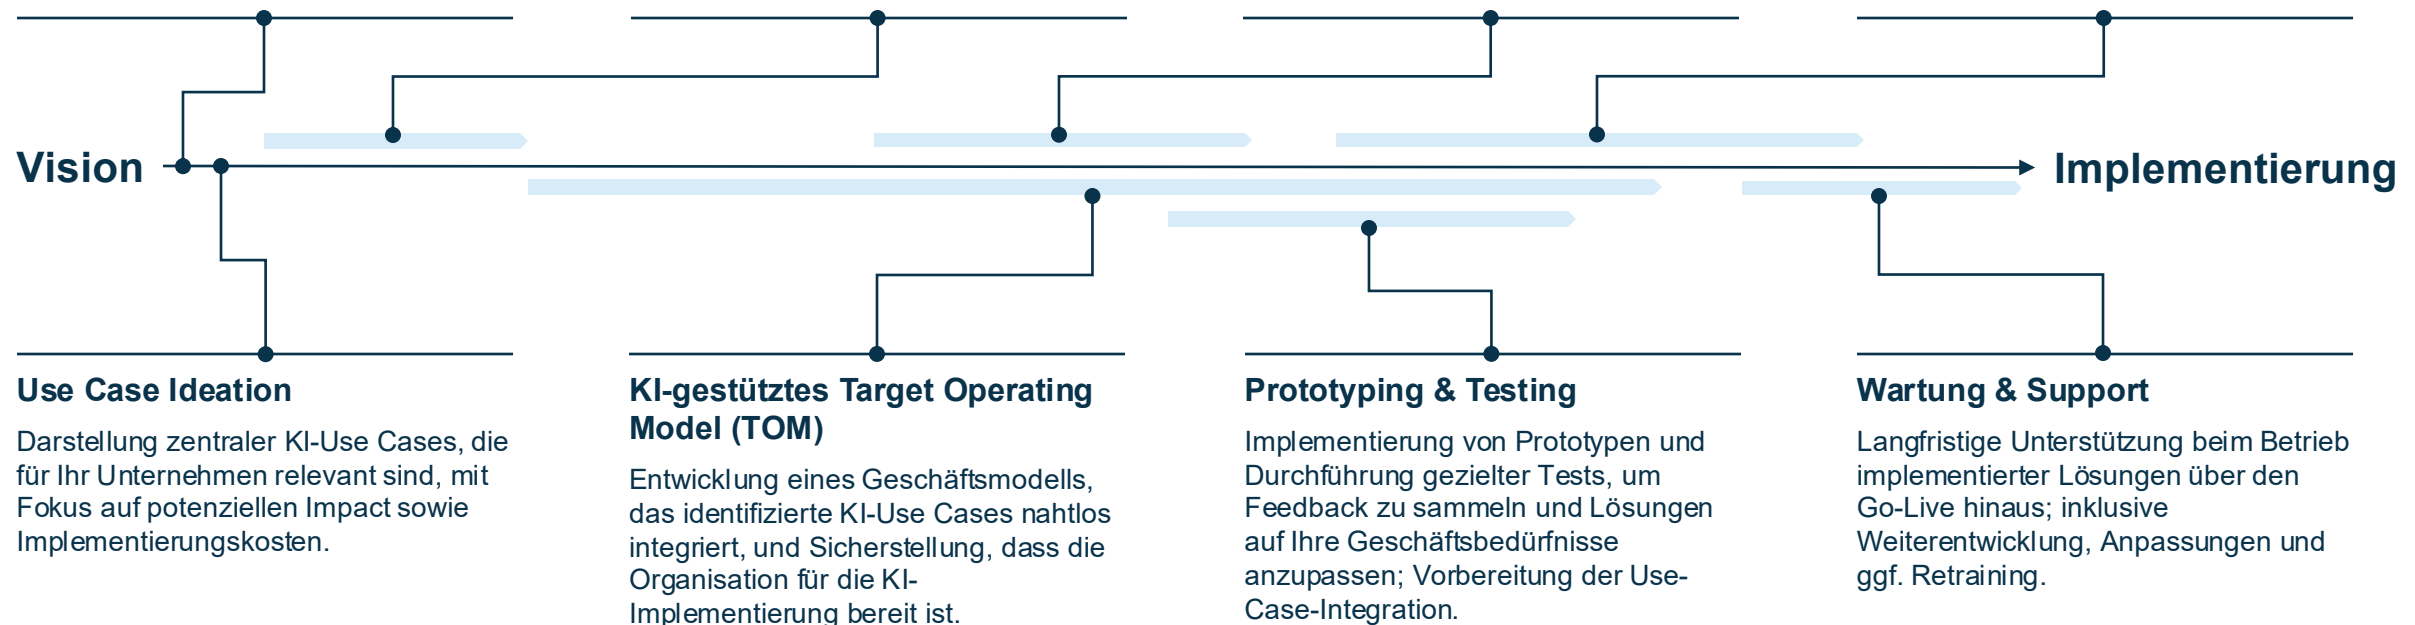 Vision
Implementierung
Use Case Ideation
Darstellung zentraler KI-Use Cases, die
für Ihr Unternehmen relevant sind, mit
Fokus auf potenziellen Impact sowie
Implementierungskosten.
KI-gestütztes Target Operating
Model (TOM)
Entwicklung eines Geschäftsmodells,
das identifizierte KI-Use Cases nahtlos
integriert, und Sicherstellung, dass die
Organisation für die KI-
Implementierung bereit ist.
Prototyping & Testing
Implementierung von Prototypen und
Durchführung gezielter Tests, um
Feedback zu sammeln und Lösungen
auf Ihre Geschäftsbedürfnisse
anzupassen; Vorbereitung der Use-
Case-Integration.
Wartung & Support
Langfristige Unterstützung beim Betrieb
implementierter Lösungen über den
Go-Live hinaus; inklusive
Weiterentwicklung, Anpassungen und
ggf. Retraining.